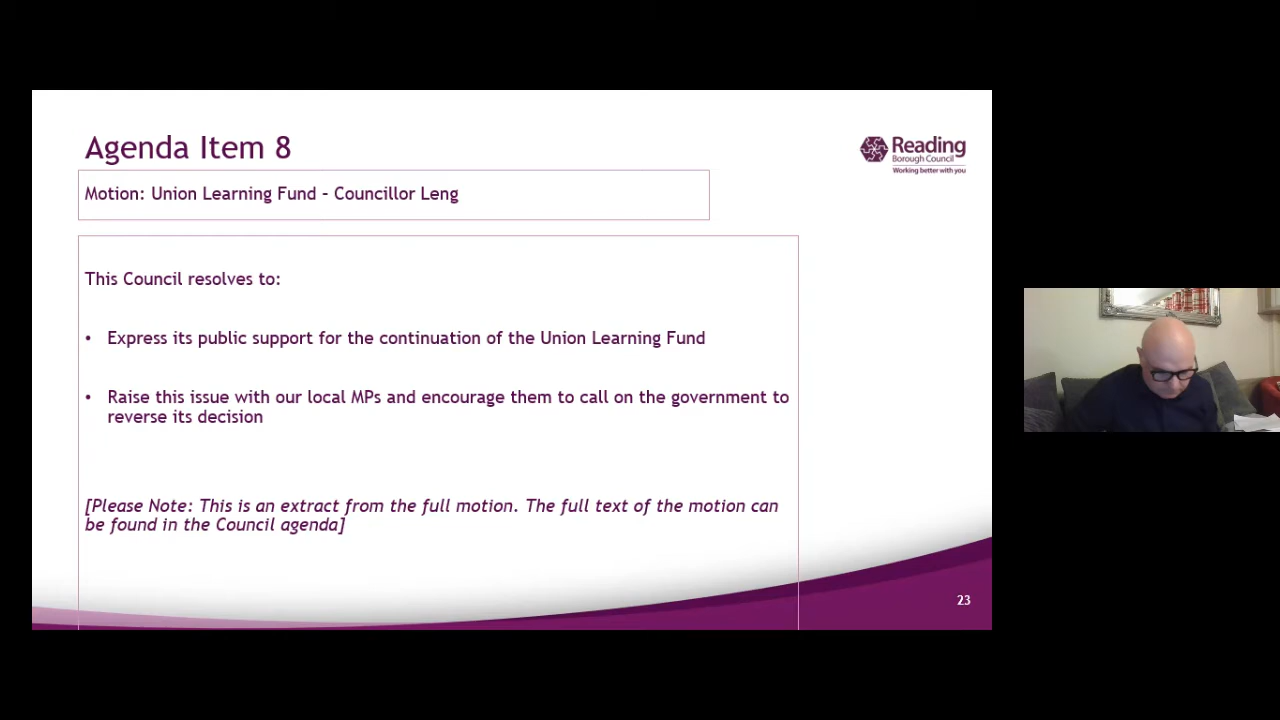 Agenda Item 8
Reading
Borough Council
Working better with you
Motion: Union Learning Fund – Councillor Leng
This Council resolves to:
• Express its public support for the continuation of the Union Learning Fund
• Raise this issue with our local MPs and encourage them to call on the government to
reverse its decision
[Please Note: This is an extract from the full motion. The full text of the motion can
be found in the Council agenda]
23